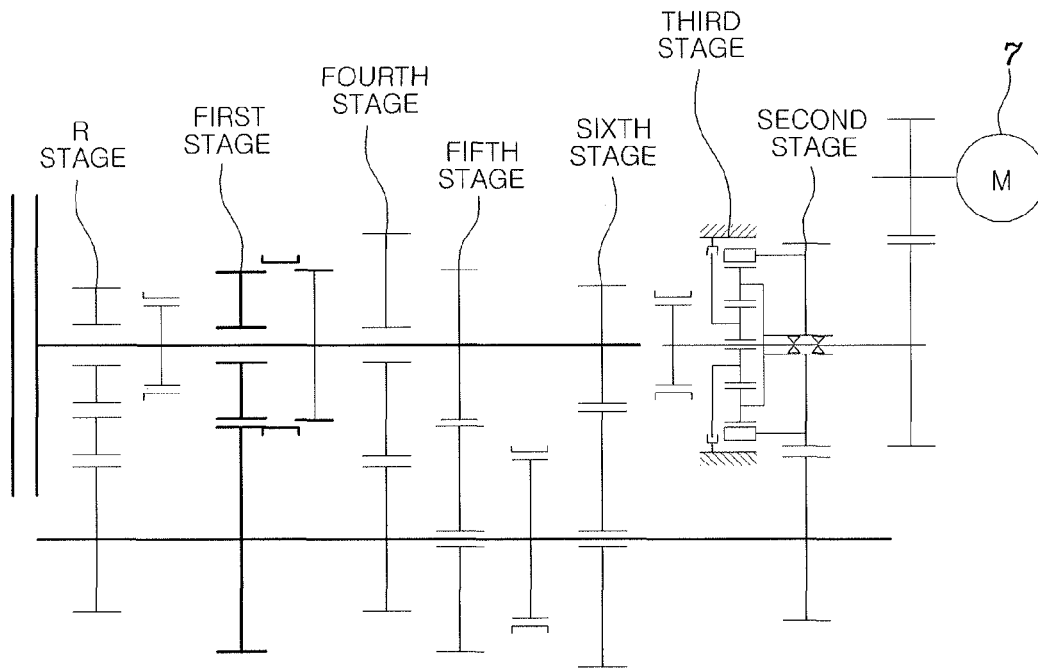 THIRD
STAGE
7
FOURTH
STAGE
FIRST
STAGE
R
STAGE
FIFTH
STAGE
SIXTH
STAGE
SECOND
STAGE
M